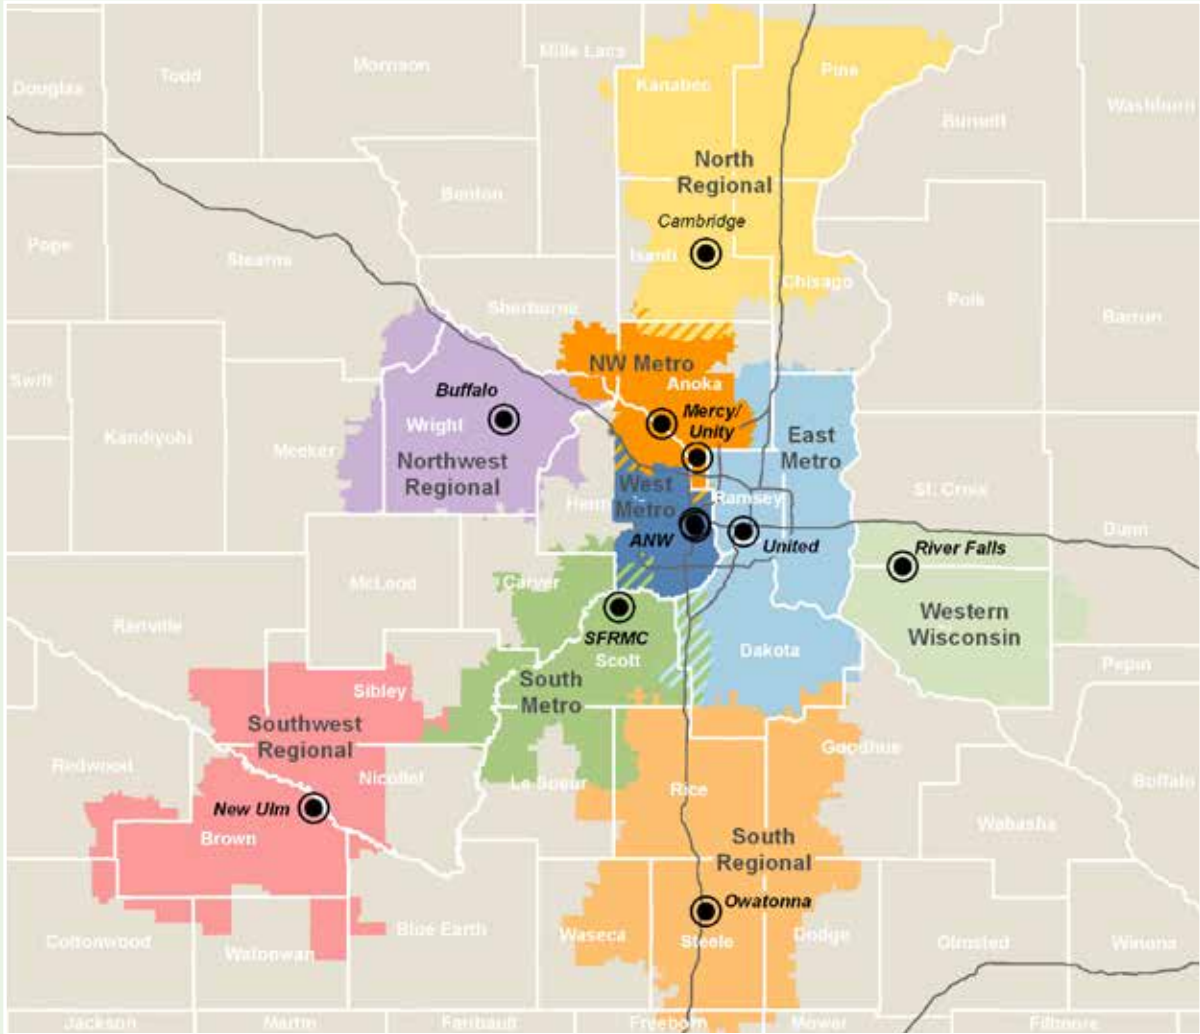 Mille Lacs
Morrison
Todd
Douglas
Kanabec
Pine
Washburn
Burnett
North
Regional
Benton
Cambridge
Pope
Stearns
Isanti
Chisago
Sherburne
Polk
Barron
NW Metro
Anoka
Swift
Buffalo
Mercy/
Unity
Wright
Kandiyohi
Meeker
East
Metro
Northwest
Regional
West
Metro
Ramsey
St. Croix
Henn
Dunn
ANW
United
River Falls
McLeod
Carver
Western
Wisconsin
Renville
SFRMC
Scott
Dakota
Pepin
South
Metro
Sibley
Southwest
Regional
Redwood
Nicollet
Goodhue
Le Sueur
Rice
Buffalo
New Ulm
Brown
Wabasha
South
Regional
Owatonna
Cottonwood
Watonwan
Blue Earth
Waseca
Steele
Dodge
Olmsted
Winona
Jackson
Martin
Faribault
Freeborn
Mower
Fillmore